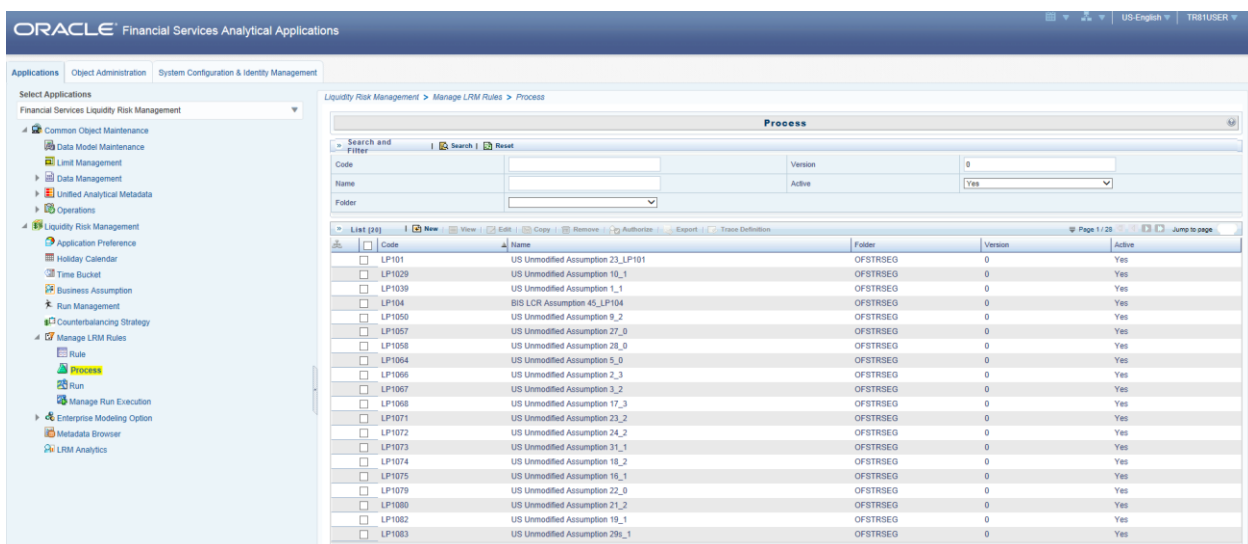 ORACLE® Financial Services Analytical Applications
US-English
TR81USER
Applications Object Administration System Configuration & Identity Management
Select Applications
Financial Services Liquidity Risk Management
Common Object Maintenance
Data Model Maintenance
Limit Management
Data Management
Unified Analytical Metadata
Operations
Liquidity Risk Management
Application Preference
Holiday Calendar
Time Bucket
Business Assumption
Run Management
Counterbalancing Strategy
Manage LRM Rules
Rule
Process
Run
Manage Run Execution
Enterprise Modeling Option
Metadata Browser
LRM Analytics
Liquidity Risk Management > Manage LRM Rules > Process
Process
Search and Filter | Search | Reset
Code Version 0
Name Active Yes
Folder
List [20] | New | View | Edit | Copy | Remove | Authorize | Export | Trace Definition Page 1 / 28 Jump to page
Code Name Folder Version Active
LP101 US Unmodified Assumption 23_LP101 OFSTRSEG 0 Yes
LP1029 US Unmodified Assumption 10_1 OFSTRSEG 0 Yes
LP1039 US Unmodified Assumption 1_1 OFSTRSEG 0 Yes
LP104 BIS LCR Assumption 45_LP104 OFSTRSEG 0 Yes
LP1050 US Unmodified Assumption 9_2 OFSTRSEG 0 Yes
LP1057 US Unmodified Assumption 27_0 OFSTRSEG 0 Yes
LP1058 US Unmodified Assumption 28_0 OFSTRSEG 0 Yes
LP1064 US Unmodified Assumption 5_0 OFSTRSEG 0 Yes
LP1066 US Unmodified Assumption 2_3 OFSTRSEG 0 Yes
LP1067 US Unmodified Assumption 3_2 OFSTRSEG 0 Yes
LP1068 US Unmodified Assumption 17_3 OFSTRSEG 0 Yes
LP1071 US Unmodified Assumption 23_2 OFSTRSEG 0 Yes
LP1072 US Unmodified Assumption 24_2 OFSTRSEG 0 Yes
LP1073 US Unmodified Assumption 31_1 OFSTRSEG 0 Yes
LP1074 US Unmodified Assumption 18_2 OFSTRSEG 0 Yes
LP1075 US Unmodified Assumption 16_1 OFSTRSEG 0 Yes
LP1079 US Unmodified Assumption 22_0 OFSTRSEG 0 Yes
LP1080 US Unmodified Assumption 21_2 OFSTRSEG 0 Yes
LP1082 US Unmodified Assumption 19_1 OFSTRSEG 0 Yes
LP1083 US Unmodified Assumption 29s_1 OFSTRSEG 0 Yes